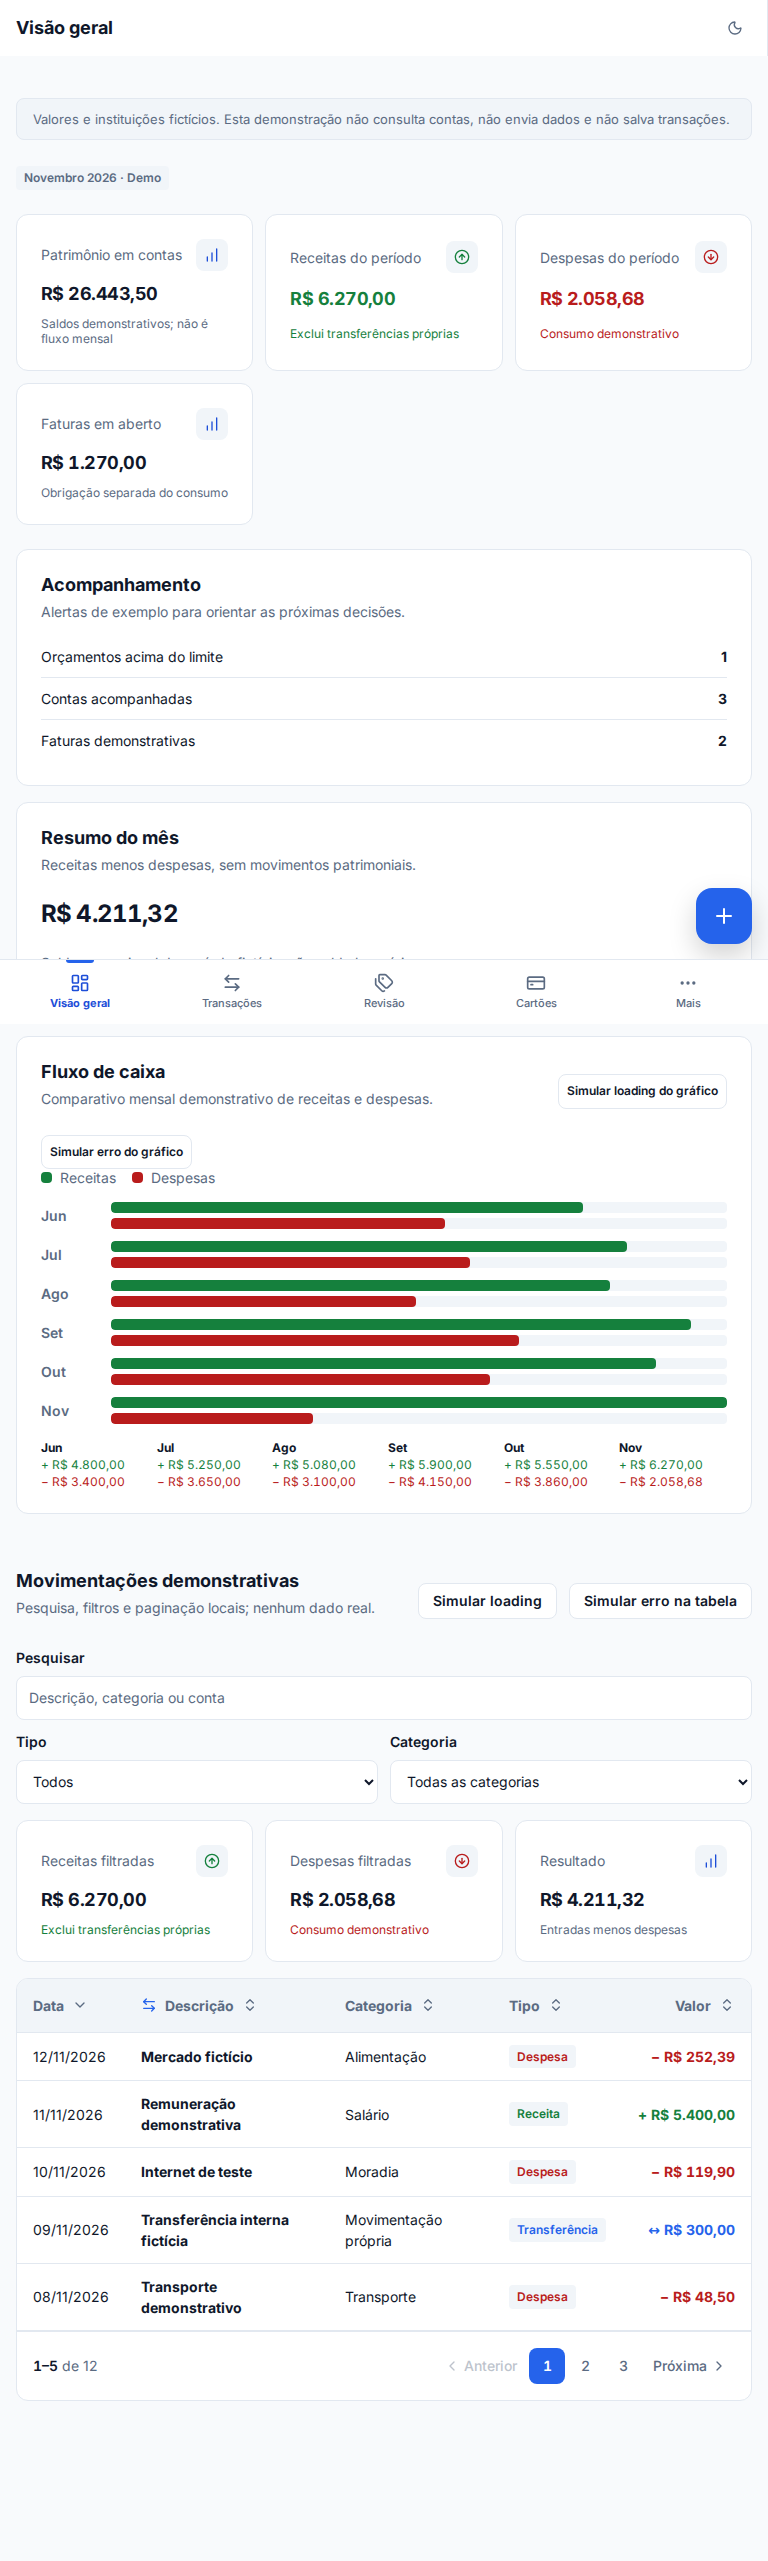 Visão geral
Valores e instituições fictícios. Esta demonstração não consulta contas, não envia dados e não salva transações.
Novembro 2026 · Demo
Patrimônio em contas
R$ 26.443,50
Saldos demonstrativos; não é
fluxo mensal
Receitas do período
R$ 6.270,00
Exclui transferências próprias
Despesas do período
R$ 2.058,68
Consumo demonstrativo
Faturas em aberto
R$ 1.270,00
Obrigação separada do consumo
Acompanhamento
Alertas de exemplo para orientar as próximas decisões.
Orçamentos acima do limite 1
Contas acompanhadas 3
Faturas demonstrativas 2
Resumo do mês
Receitas menos despesas, sem movimentos patrimoniais.
R$ 4.211,32
Visão geral
Transações
Revisão
Cartões
Mais
Fluxo de caixa
Comparativo mensal demonstrativo de receitas e despesas.
Simular loading do gráfico
Simular erro do gráfico
Receitas Despesas
Jun
Jul
Ago
Set
Out
Nov
Jun Jul Ago Set Out Nov
+ R$ 4.800,00 + R$ 5.250,00 + R$ 5.080,00 + R$ 5.900,00 + R$ 5.550,00 + R$ 6.270,00
− R$ 3.400,00 − R$ 3.650,00 − R$ 3.100,00 − R$ 4.150,00 − R$ 3.860,00 − R$ 2.058,68
Movimentações demonstrativas
Pesquisa, filtros e paginação locais; nenhum dado real.
Simular loading
Simular erro na tabela
Pesquisar
Descrição, categoria ou conta
Tipo
Todos
Categoria
Todas as categorias
Receitas filtradas
R$ 6.270,00
Exclui transferências próprias
Despesas filtradas
R$ 2.058,68
Consumo demonstrativo
Resultado
R$ 4.211,32
Entradas menos despesas
Data Descrição Categoria Tipo Valor
12/11/2026 Mercado fictício Alimentação Despesa − R$ 252,39
11/11/2026 Remuneração
demonstrativa Salário Receita + R$ 5.400,00
10/11/2026 Internet de teste Moradia Despesa − R$ 119,90
09/11/2026 Transferência interna
fictícia Movimentação
própria Transferência ↔ R$ 300,00
08/11/2026 Transporte
demonstrativo Transporte Despesa − R$ 48,50
1–5 de 12
Anterior 1 2 3 Próxima